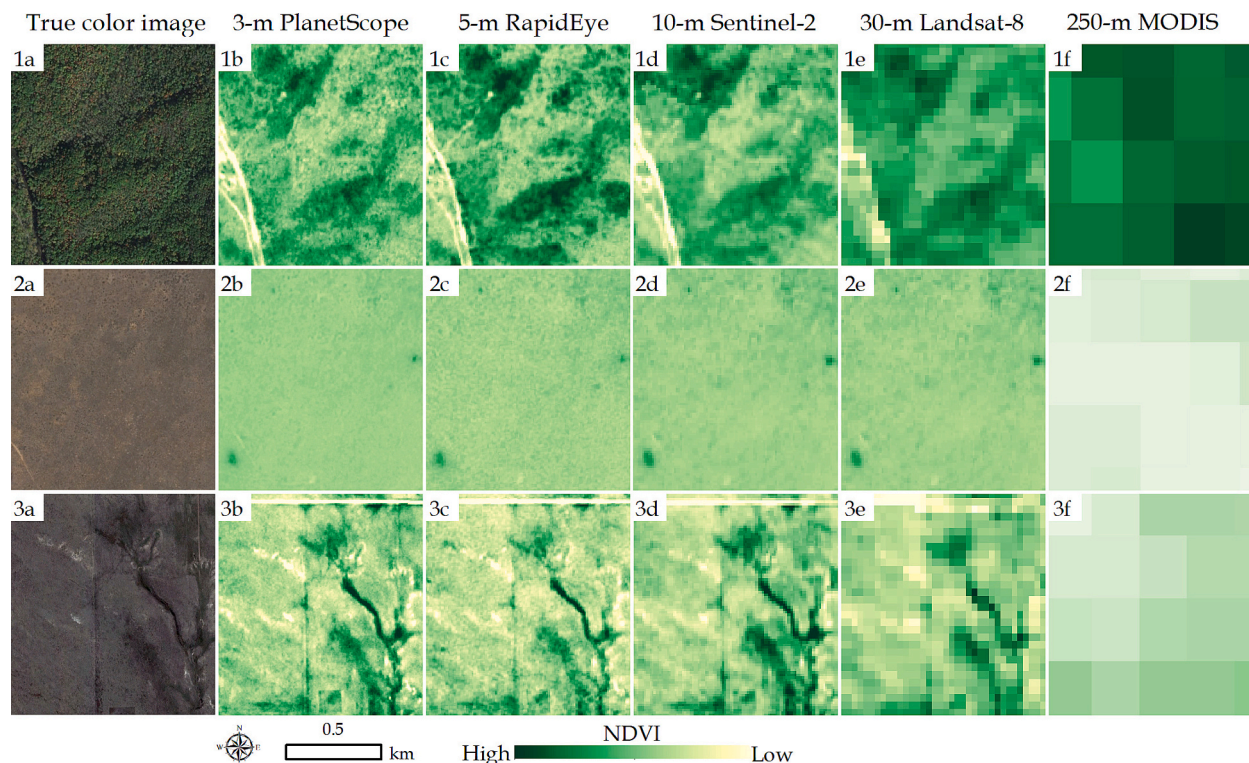 True color image 3-m PlanetScope 5-m RapidEye 10-m Sentinel-2 30-m Landsat-8 250-m MODIS
1a 1b 1c 1d 1e 1f
2a 2b 2c 2d 2e 2f
3a 3b 3c 3d 3e 3f
N
W E
S
0.5
km
NDVI
High Low